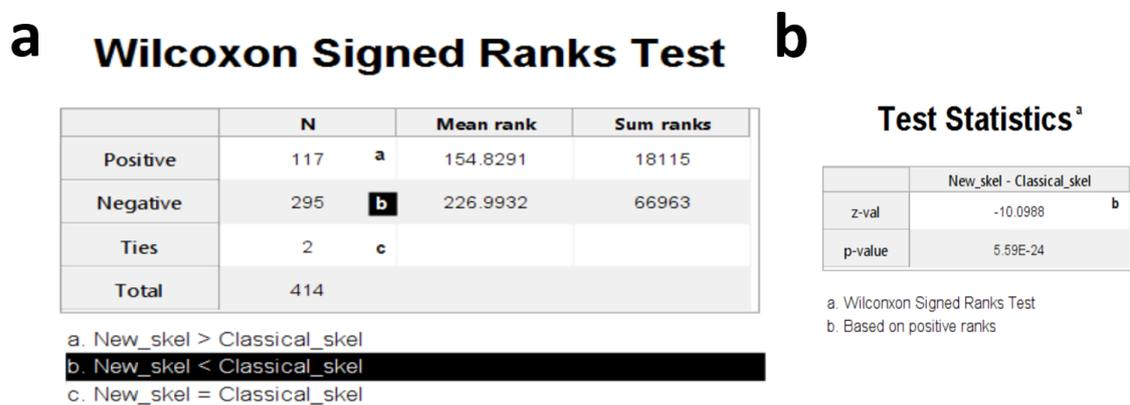 a
Wilcoxon Signed Ranks Test
N Mean rank Sum ranks
Positive 117 a 154.8291 18115
Negative 295 b 226.9932 66963
Ties 2 c
Total 414
a. New_skel > Classical_skel
b. New_skel < Classical_skel
c. New_skel = Classical_skel
b
Test Statistics a
New_skel - Classical_skel
z-val -10.0988 b
p-value 5.59E-24
a. Wilconxon Signed Ranks Test
b. Based on positive ranks